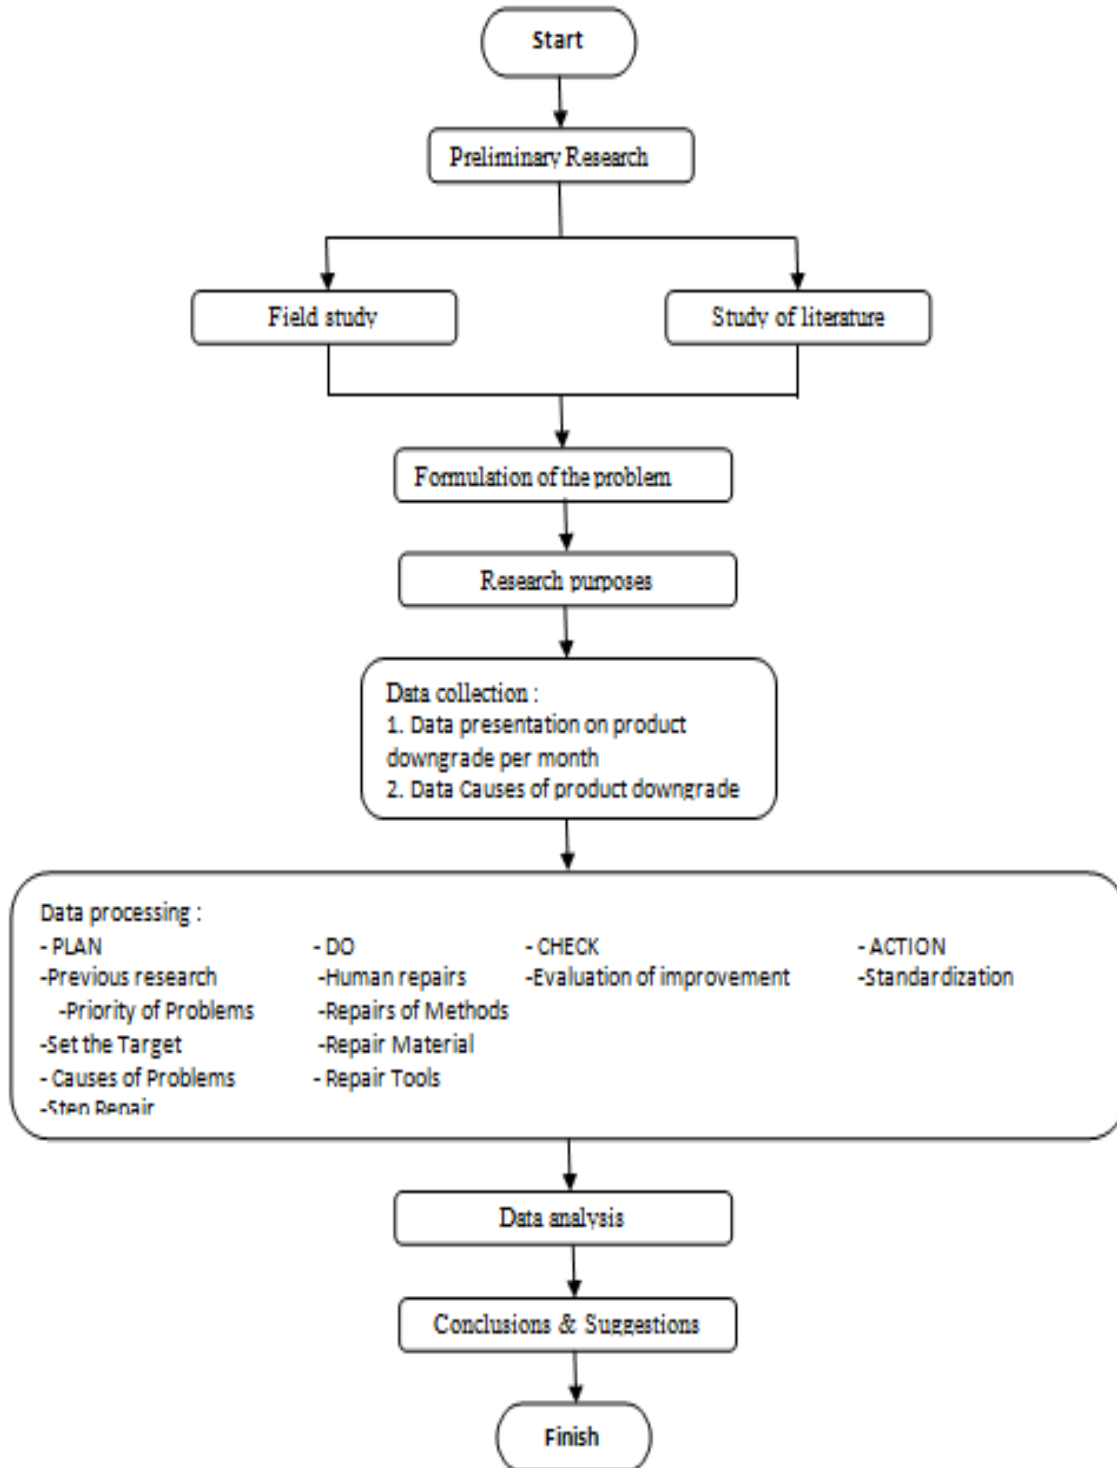 Start
Preliminary Research
Field study
Study of literature
Formulation of the problem
Research purposes
Data collection :
1. Data presentation on product
downgrade per month
2. Data Causes of product downgrade
Data processing :
- PLAN - DO - CHECK - ACTION
-Previous research -Human repairs -Evaluation of improvement -Standardization
-Priority of Problems -Repairs of Methods
-Set the Target -Repair Material
- Causes of Problems - Repair Tools
-Step Repair
Data analysis
Conclusions & Suggestions
Finish